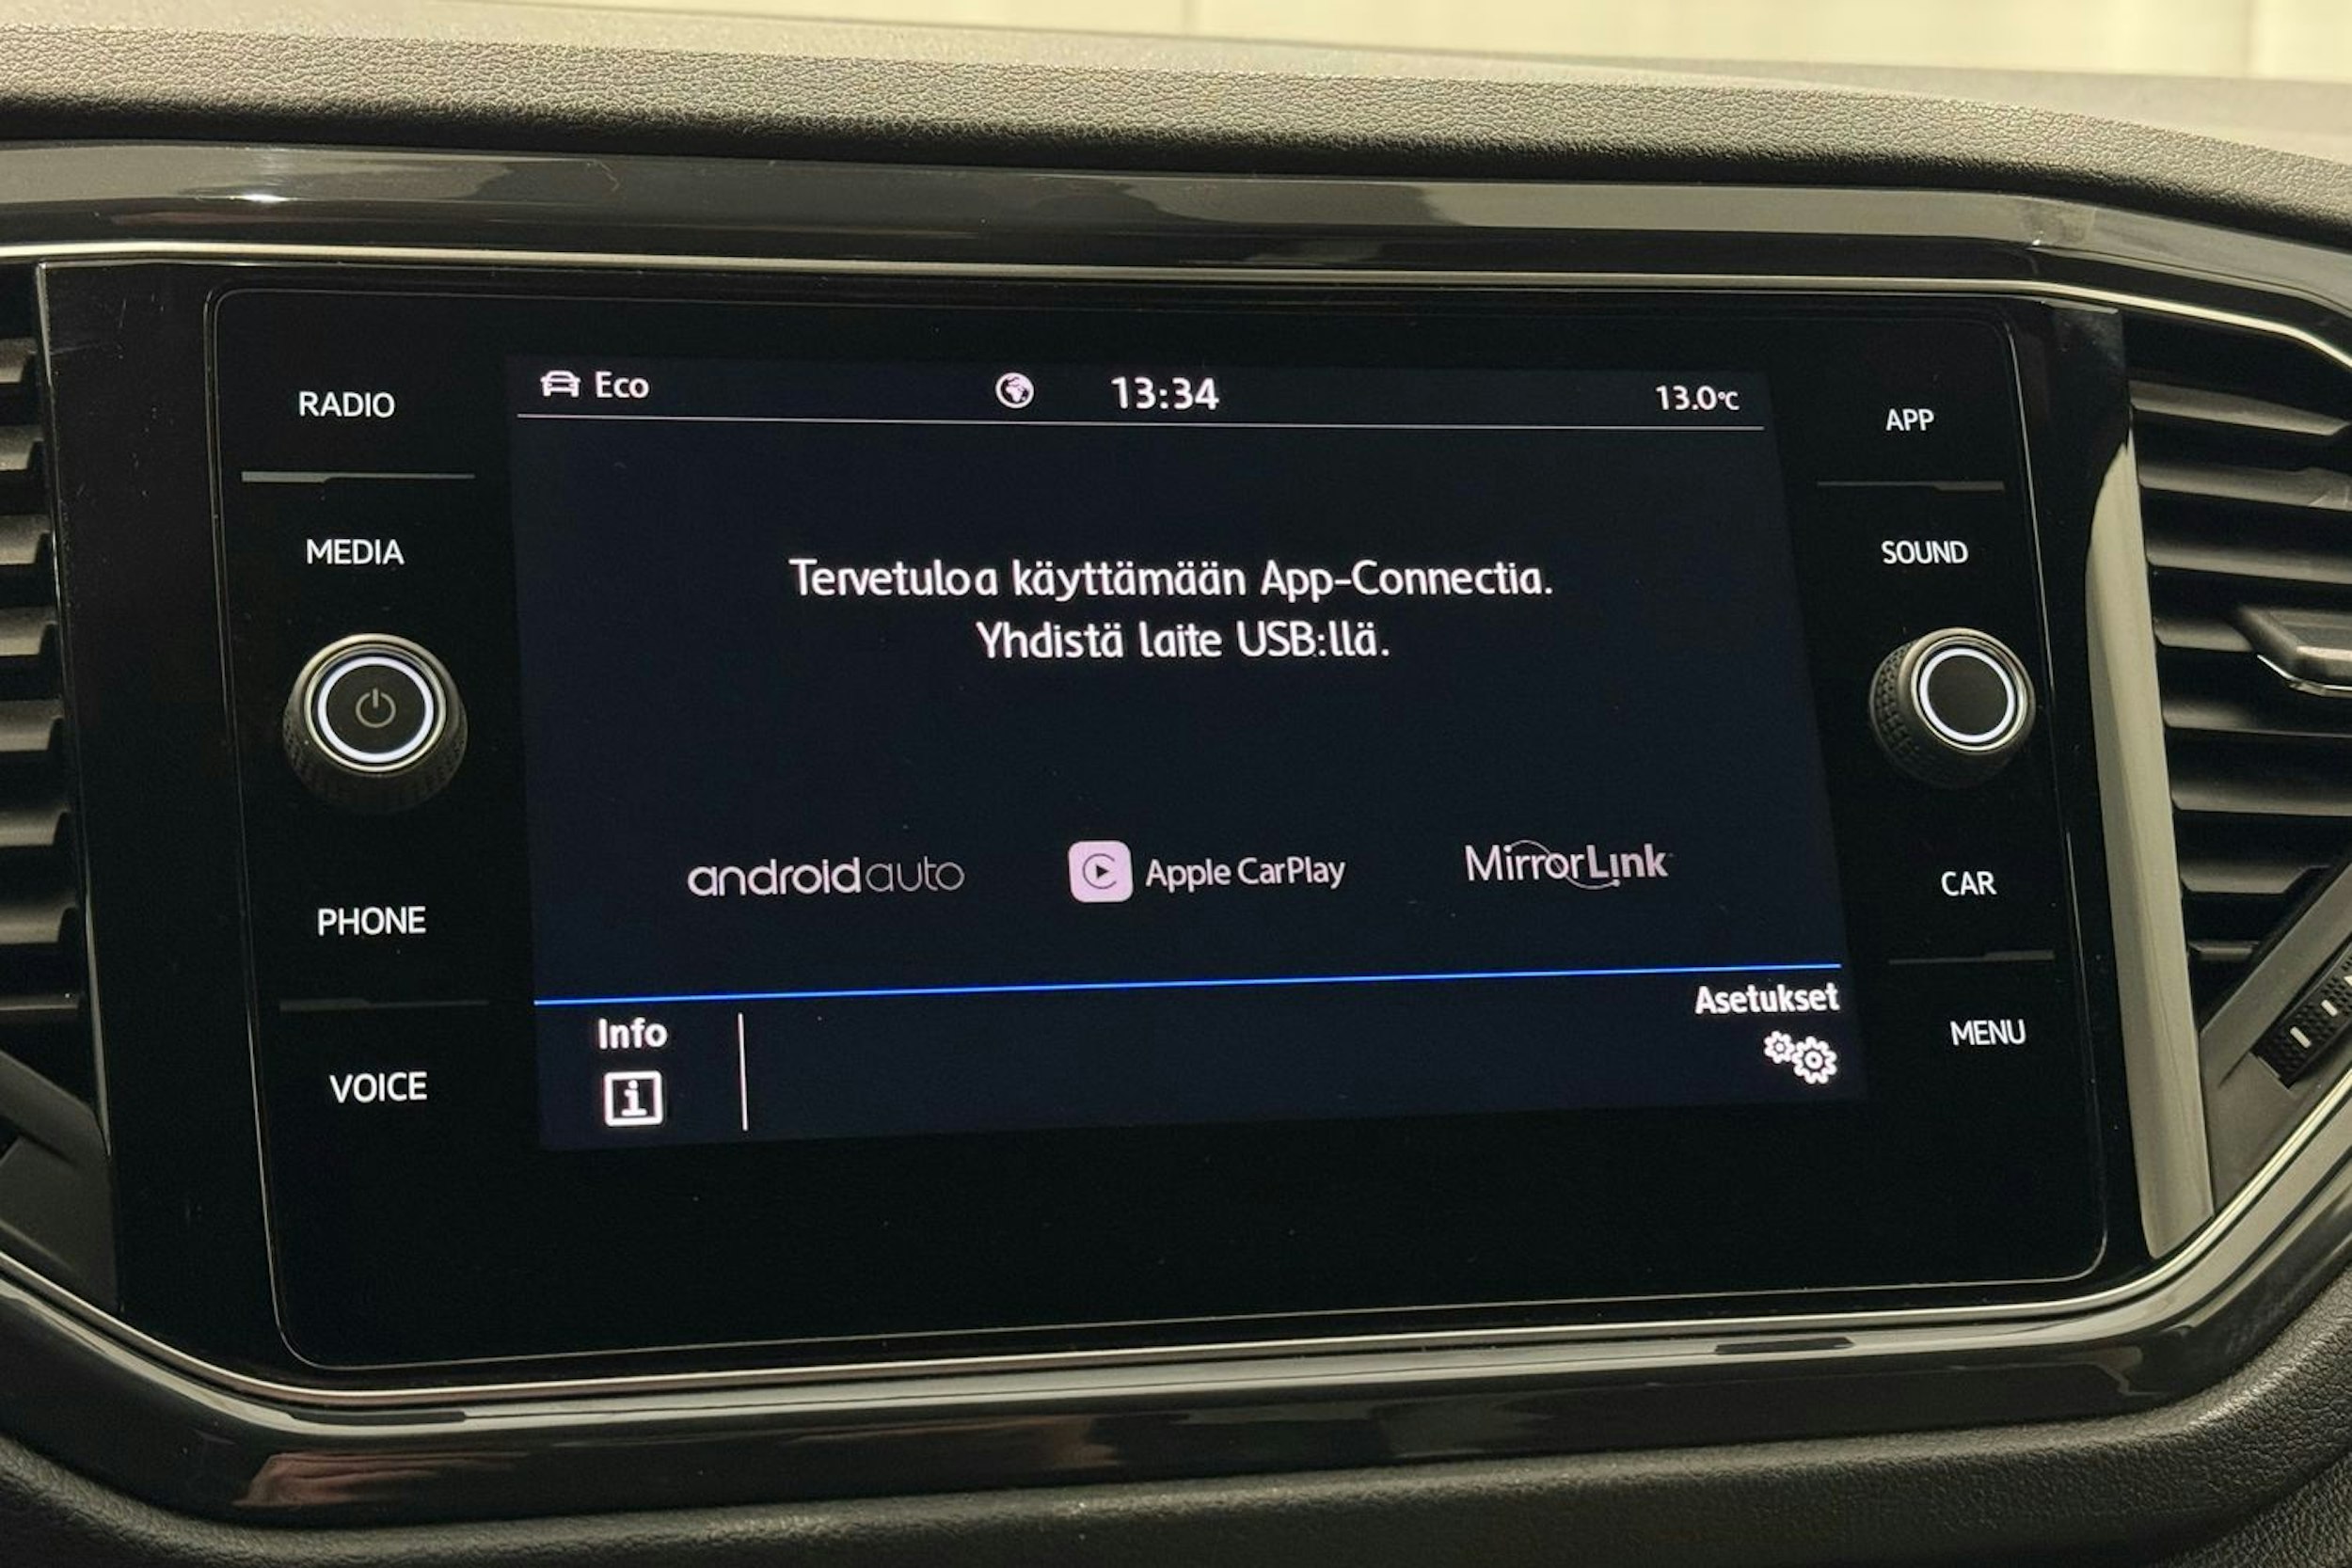 RADIO
MEDIA
PHONE
VOICE
Eco
13:34
13.0°C
Tervetuloa käyttämään App-Connectia.
Yhdistä laite USB:llä.
androidauto
Apple CarPlay
MirrorLink
Info
i
Asetukset
APP
SOUND
CAR
MENU